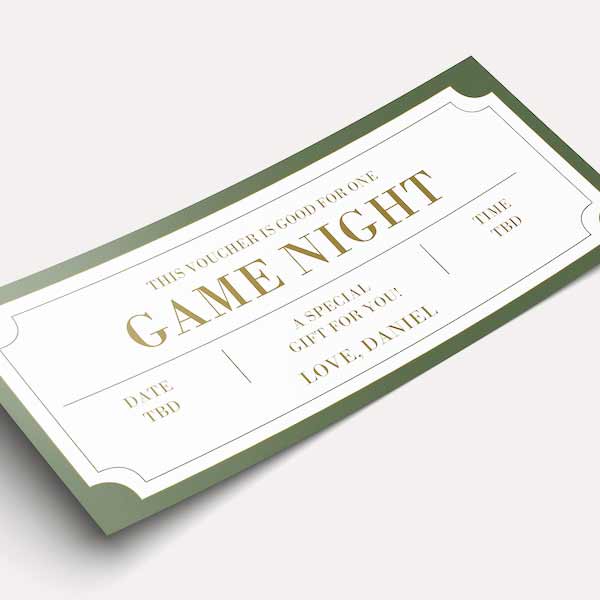 THIS VOUCHER IS GOOD FOR ONE
GAME NIGHT
DATE
TBD
A SPECIAL
GIFT FOR YOU!
LOVE, DANIEL
TIME
TBD